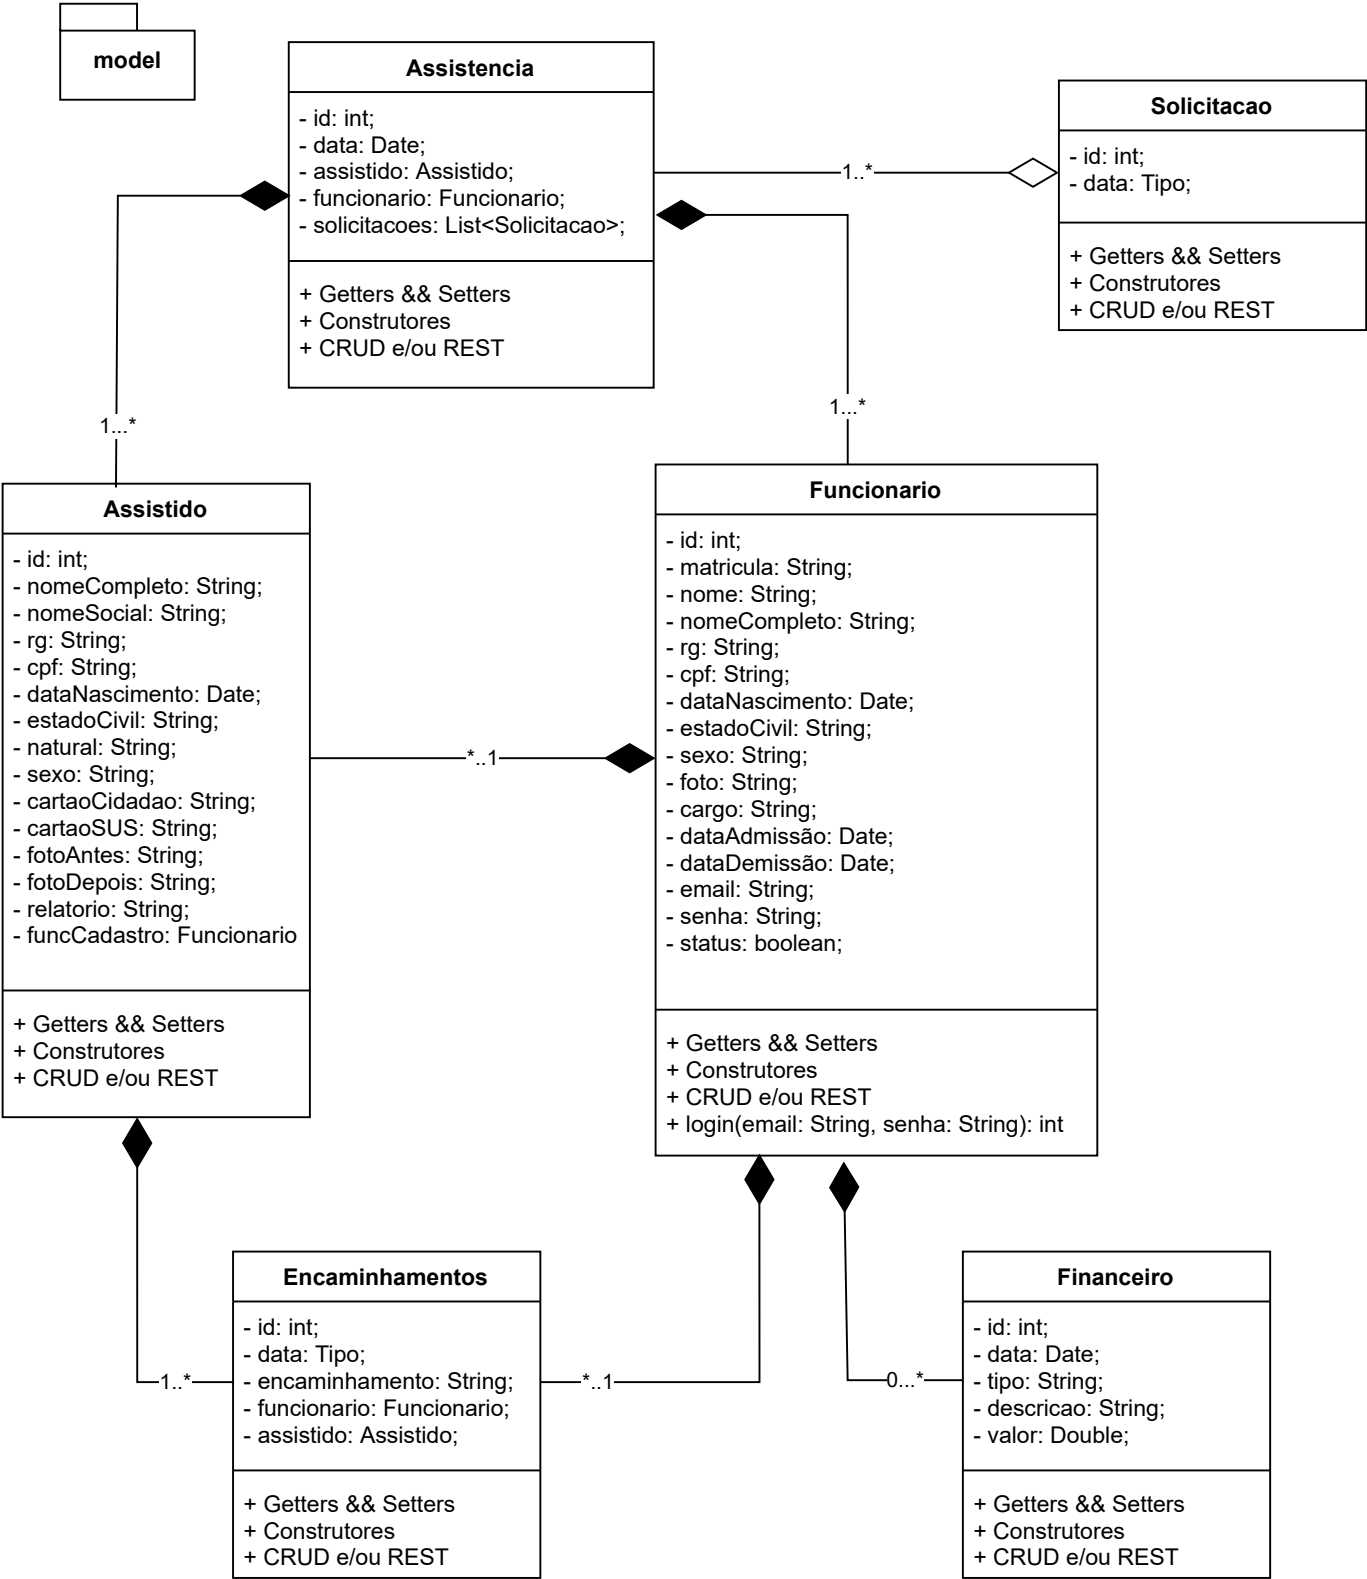 model
Assistencia
- id: int;
- data: Date;
- assistido: Assistido;
- funcionario: Funcionario;
- solicitacoes: List<Solicitacao>;
+ Getters && Setters
+ Construtores
+ CRUD e/ou REST
Solicitacao
- id: int;
- data: Tipo;
+ Getters && Setters
+ Construtores
+ CRUD e/ou REST
1..*
1...*
1...*
Assistido
- id: int;
- nomeCompleto: String;
- nomeSocial: String;
- rg: String;
- cpf: String;
- dataNascimento: Date;
- estadoCivil: String;
- natural: String;
- sexo: String;
- cartaoCidadao: String;
- cartaoSUS: String;
- fotoAntes: String;
- fotoDepois: String;
- relatorio: String;
- funcCadastro: Funcionario
+ Getters && Setters
+ Construtores
+ CRUD e/ou REST
*..1
Funcionário
- id: int;
- matricula: String;
- nome: String;
- nomeCompleto: String;
- rg: String;
- cpf: String;
- dataNascimento: Date;
- estadoCivil: String;
- sexo: String;
- foto: String;
- cargo: String;
- dataAdmissão: Date;
- dataDemissão: Date;
- email: String;
- senha: String;
- status: boolean;
+ Getters && Setters
+ Construtores
+ CRUD e/ou REST
+ login(email: String, senha: String): int
Encaminhamentos
- id: int;
- data: Tipo;
- encaminhamento: String;
- funcionario: Funcionario;
- assistido: Assistido;
+ Getters && Setters
+ Construtores
+ CRUD e/ou REST
1..*
*..1
0...*
Financeiro
- id: int;
- data: Date;
- tipo: String;
- descricao: String;
- valor: Double;
+ Getters && Setters
+ Construtores
+ CRUD e/ou REST